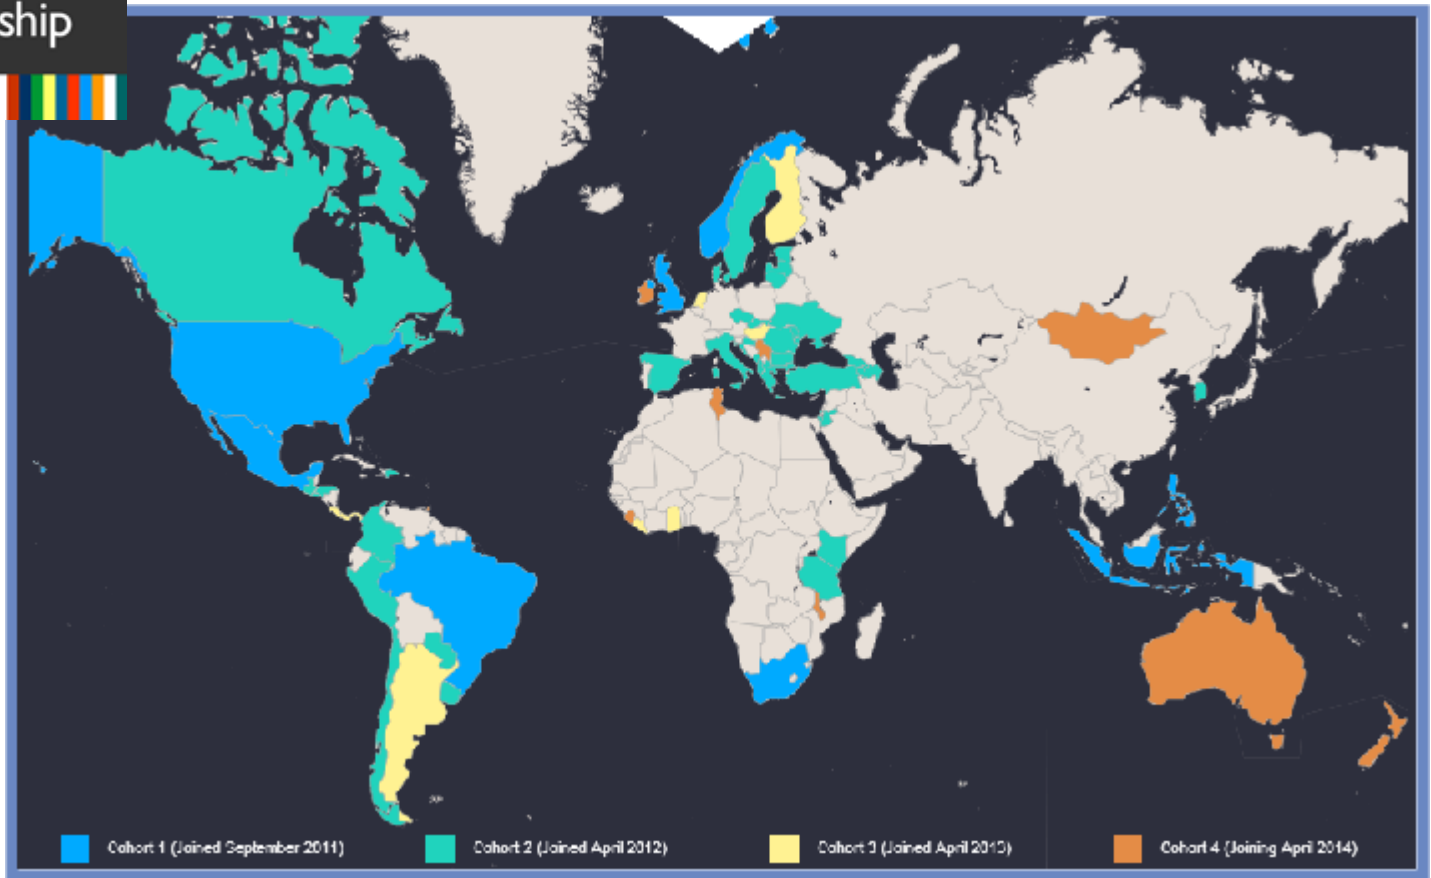 ship
Cohort 1 (Joined September 2011)
Cohort 2 (Joined April 2012)
Cohort 3 (Joined April 2013)
Cohort 4 (Joining April 2014)